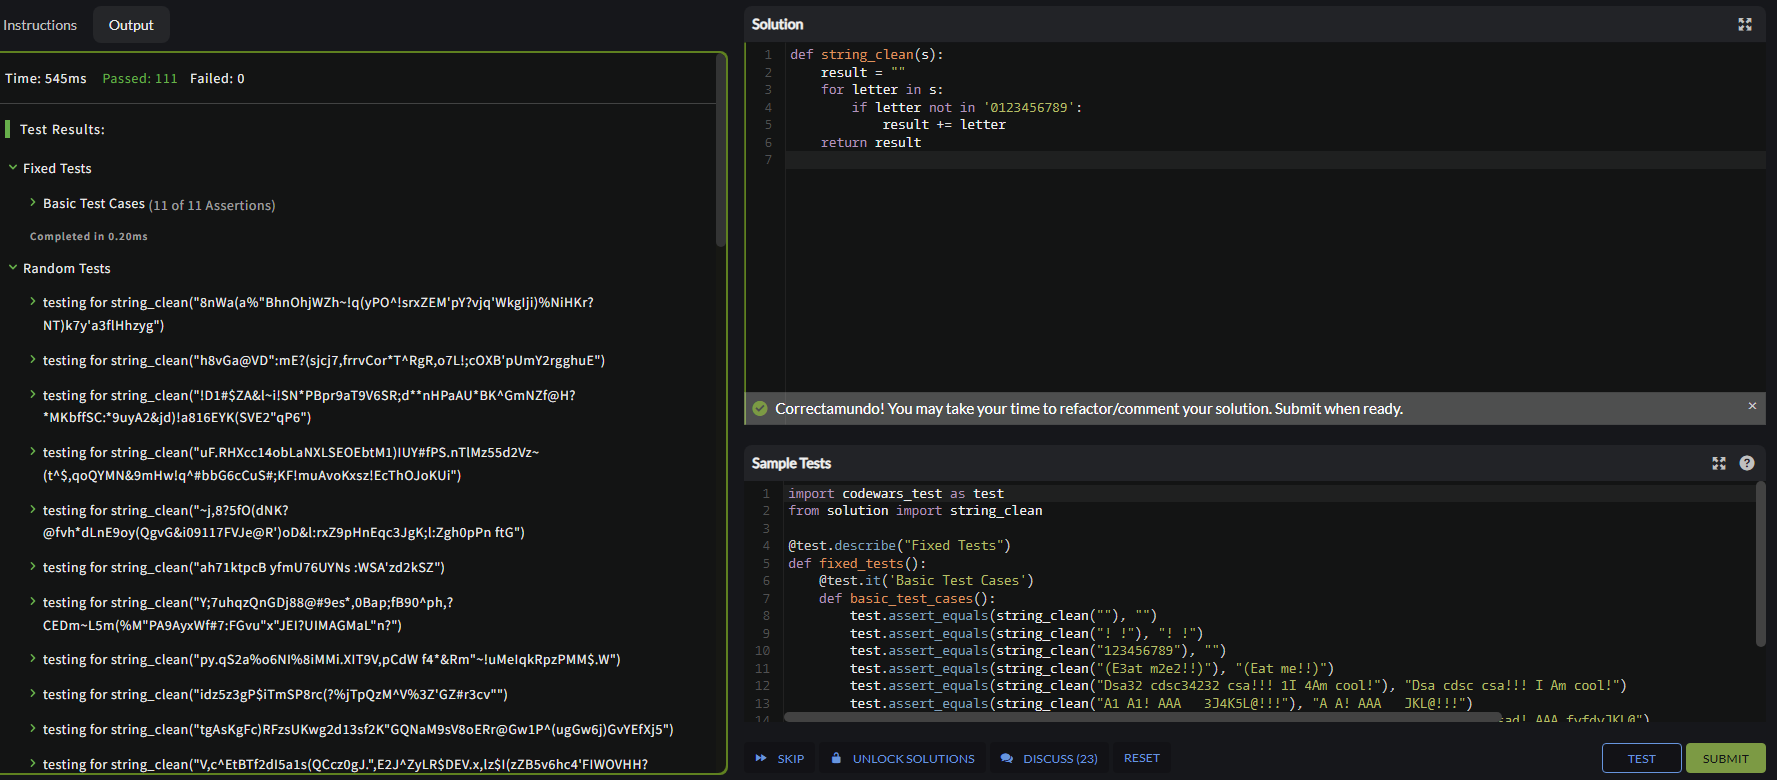 Instructions
Output
Time: 545ms Passed: 111 Failed: 0
Test Results:
Fixed Tests
Basic Test Cases (11 of 11 Assertions)
Completed in 0.20ms
Random Tests
testing for string_clean("8nWa(a%"BhnOhjWZh~!q(yPO^!srxZEM'pY?vjq'WkgIji)%NiHKr?
NT)k7y'a3flHhzyg")
testing for string_clean("h8vGa@VD":mE?(sjcj7,frrvCor*T^RgR,o7L!;cOXB'pUmY2rgghuE")
testing for string_clean("!D1#$ZA&l~i!SN*PBpr9aT9V6SR;d**nHPaAU*BK^GmNZf@H?
*MKbffSC:*9uyA2&jd)!a816EYK(SVE2"qP6")
testing for string_clean("uF.RHXcc14obLaNXLSEOEbtM1)IUY#fPS.nTlMz55d2Vz~
(t^$,qoQYMN&9mHw!q^#bbG6cCuS#;KF!muAvoKxsz!EcThOJoKUi")
testing for string_clean("~j,8?5fO(dNK?
@fvh*dLnE9oy(QgvG&i09117FVJe@R')oD&l:rxZ9pHnEqc3JgK;l:Zgh0pPn ftG")
testing for string_clean("ah71ktpcB yfmU76UYNs :WSA'zd2kSZ")
testing for string_clean("Y;7uhqzQnGDj88@#9es*,0Bap;fB90^ph,?
CEDm~L5m(%M"PA9AyxWf#7:FGvu"x"JEI?UIMAGMaL"n?")
testing for string_clean("py.qS2a%o6NI%8iMMi.XIT9V,pCdW f4*&Rm"~!uMeIqkRpzPMM$.W")
testing for string_clean("idz5z3gP$iTmSP8rc(?%jTpQzM^V%3Z'GZ#r3cv"")
testing for string_clean("tgAsKgFc)RFzsUKwg2d13sf2K"GQNaM9sV8oERr@Gw1P^(ugGw6j)GvYEfXj5")
testing for string_clean("V,c^EtBTf2dI5a1s(QCcz0gJ.",E2J^ZyLR$DEV.x,lz$I(zZB5v6hc4'FIWOVHH?
Solution
1 def string_clean(s):
2     result = ""
3     for letter in s:
4         if letter not in '0123456789':
5             result += letter
6     return result
7
Correctamundo! You may take your time to refactor/comment your solution. Submit when ready.
Sample Tests
1 import codewars_test as test
2 from solution import string_clean
3
4 @test.describe("Fixed Tests")
5 def fixed_tests():
6     @test.it('Basic Test Cases')
7     def basic_test_cases():
8         test.assert_equals(string_clean(""), "")
9         test.assert_equals(string_clean("! !"), "! !")
10         test.assert_equals(string_clean("123456789"), "")
11         test.assert_equals(string_clean("(E3at m2e2!!)"), "(Eat me!!)")
12         test.assert_equals(string_clean("Dsa32 cdsc34232 csa!!! 1I 4Am cool!"), "Dsa cdsc csa!!! I Am cool!")
13         test.assert_equals(string_clean("A1 A1! AAA   3J4K5L@!!!"), "A A! AAA   JKL@!!!")
14
SKIP
UNLOCK SOLUTIONS
DISCUSS (23)
RESET
TEST
SUBMIT